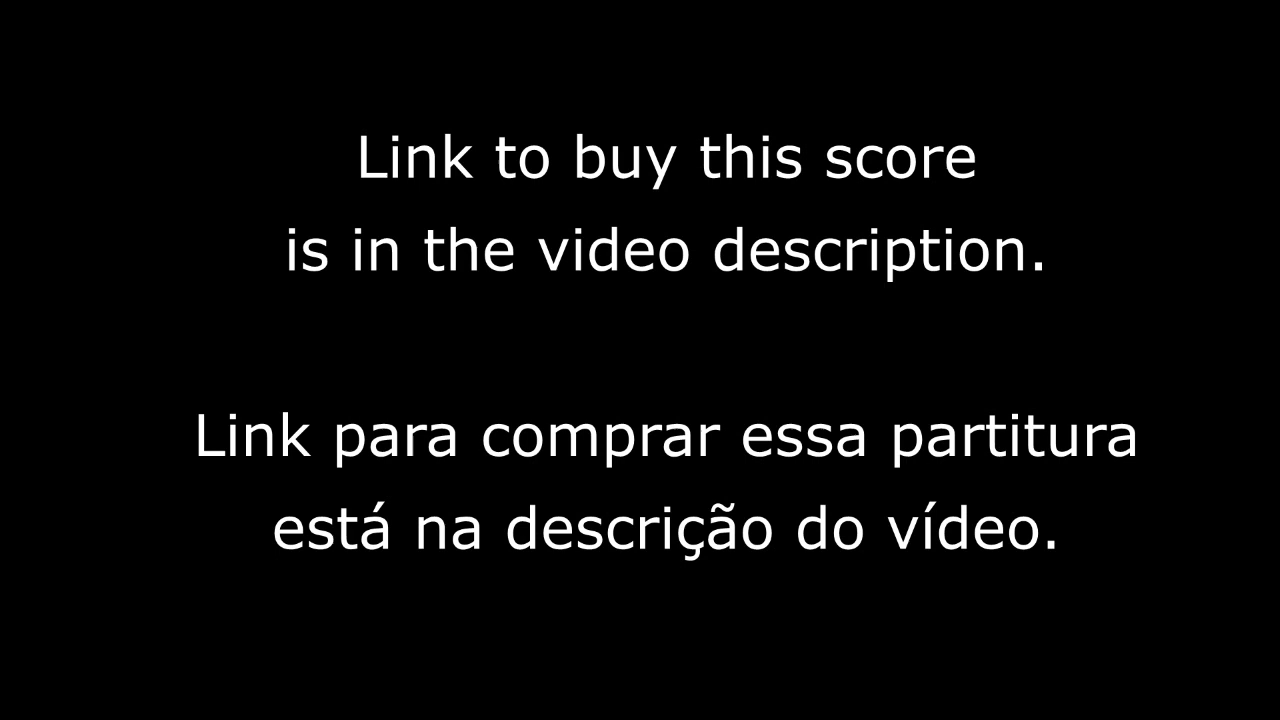 Link to buy this score
is in the video description.
Link para comprar essa partitura
está na descrição do vídeo.